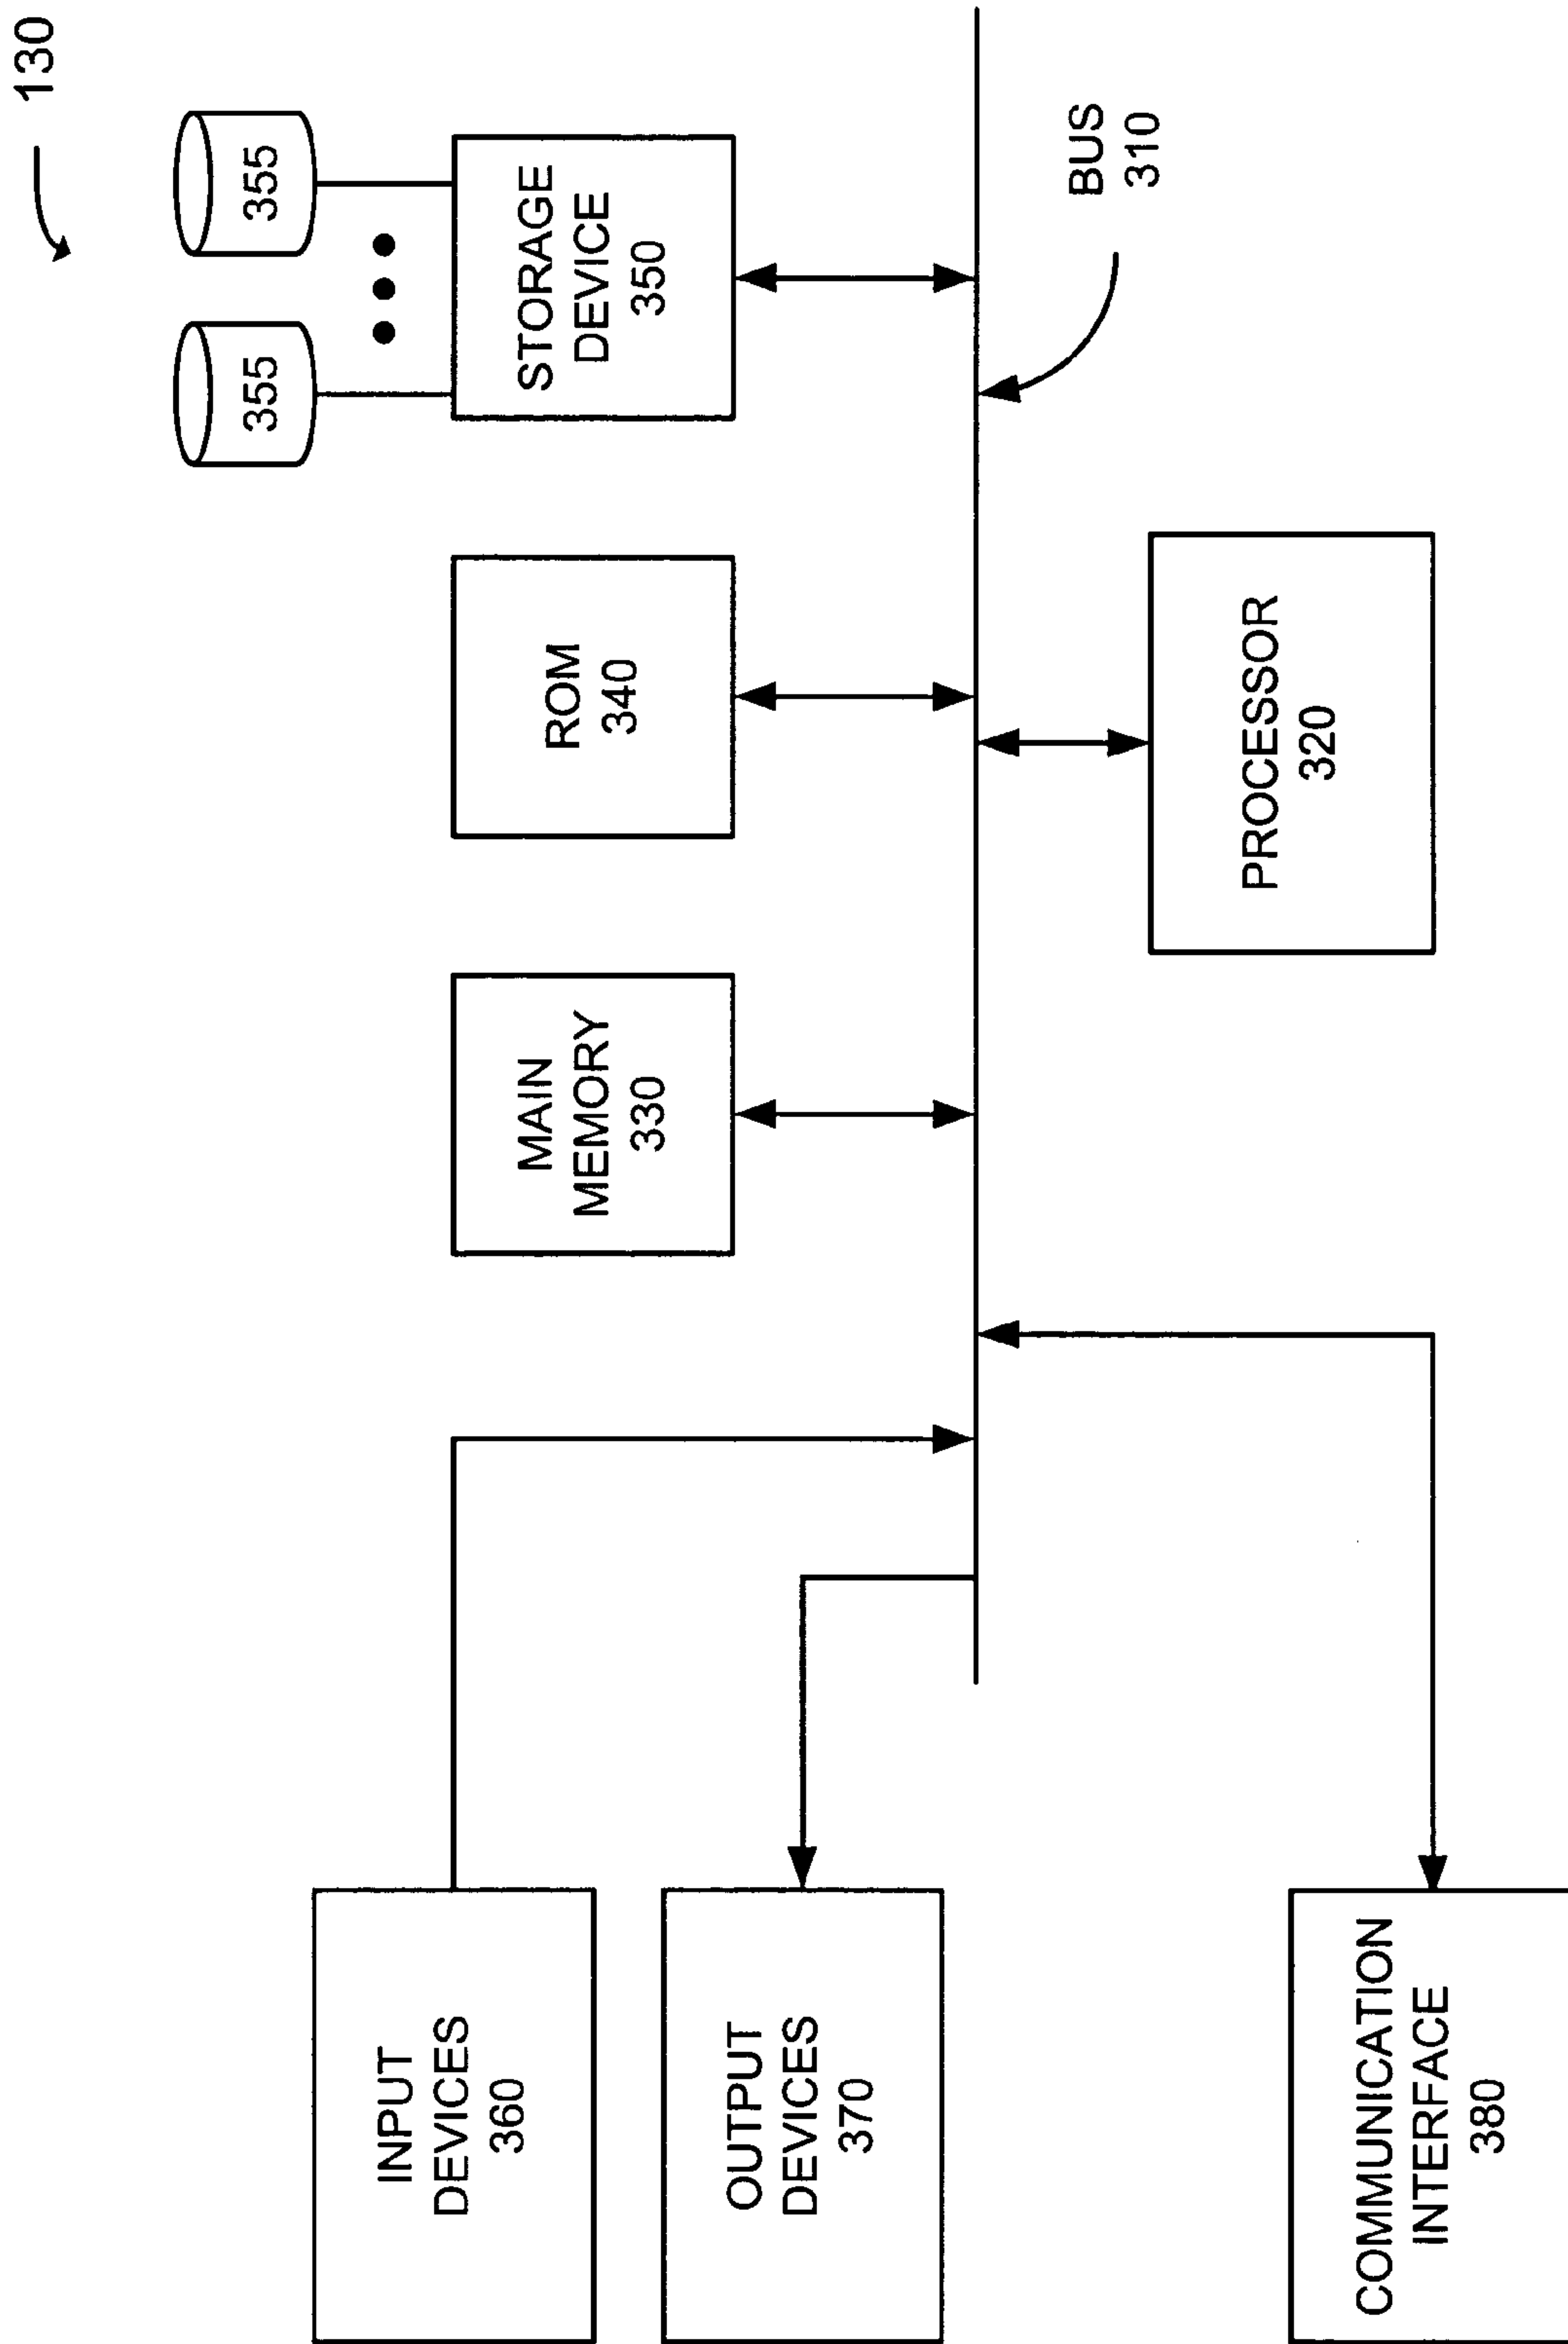 130
355
355
STORAGE
DEVICE
350
ROM
340
MAIN
MEMORY
330
BUS
310
PROCESSOR
320
INPUT
DEVICES
360
OUTPUT
DEVICES
370
COMMUNICATION
INTERFACE
380